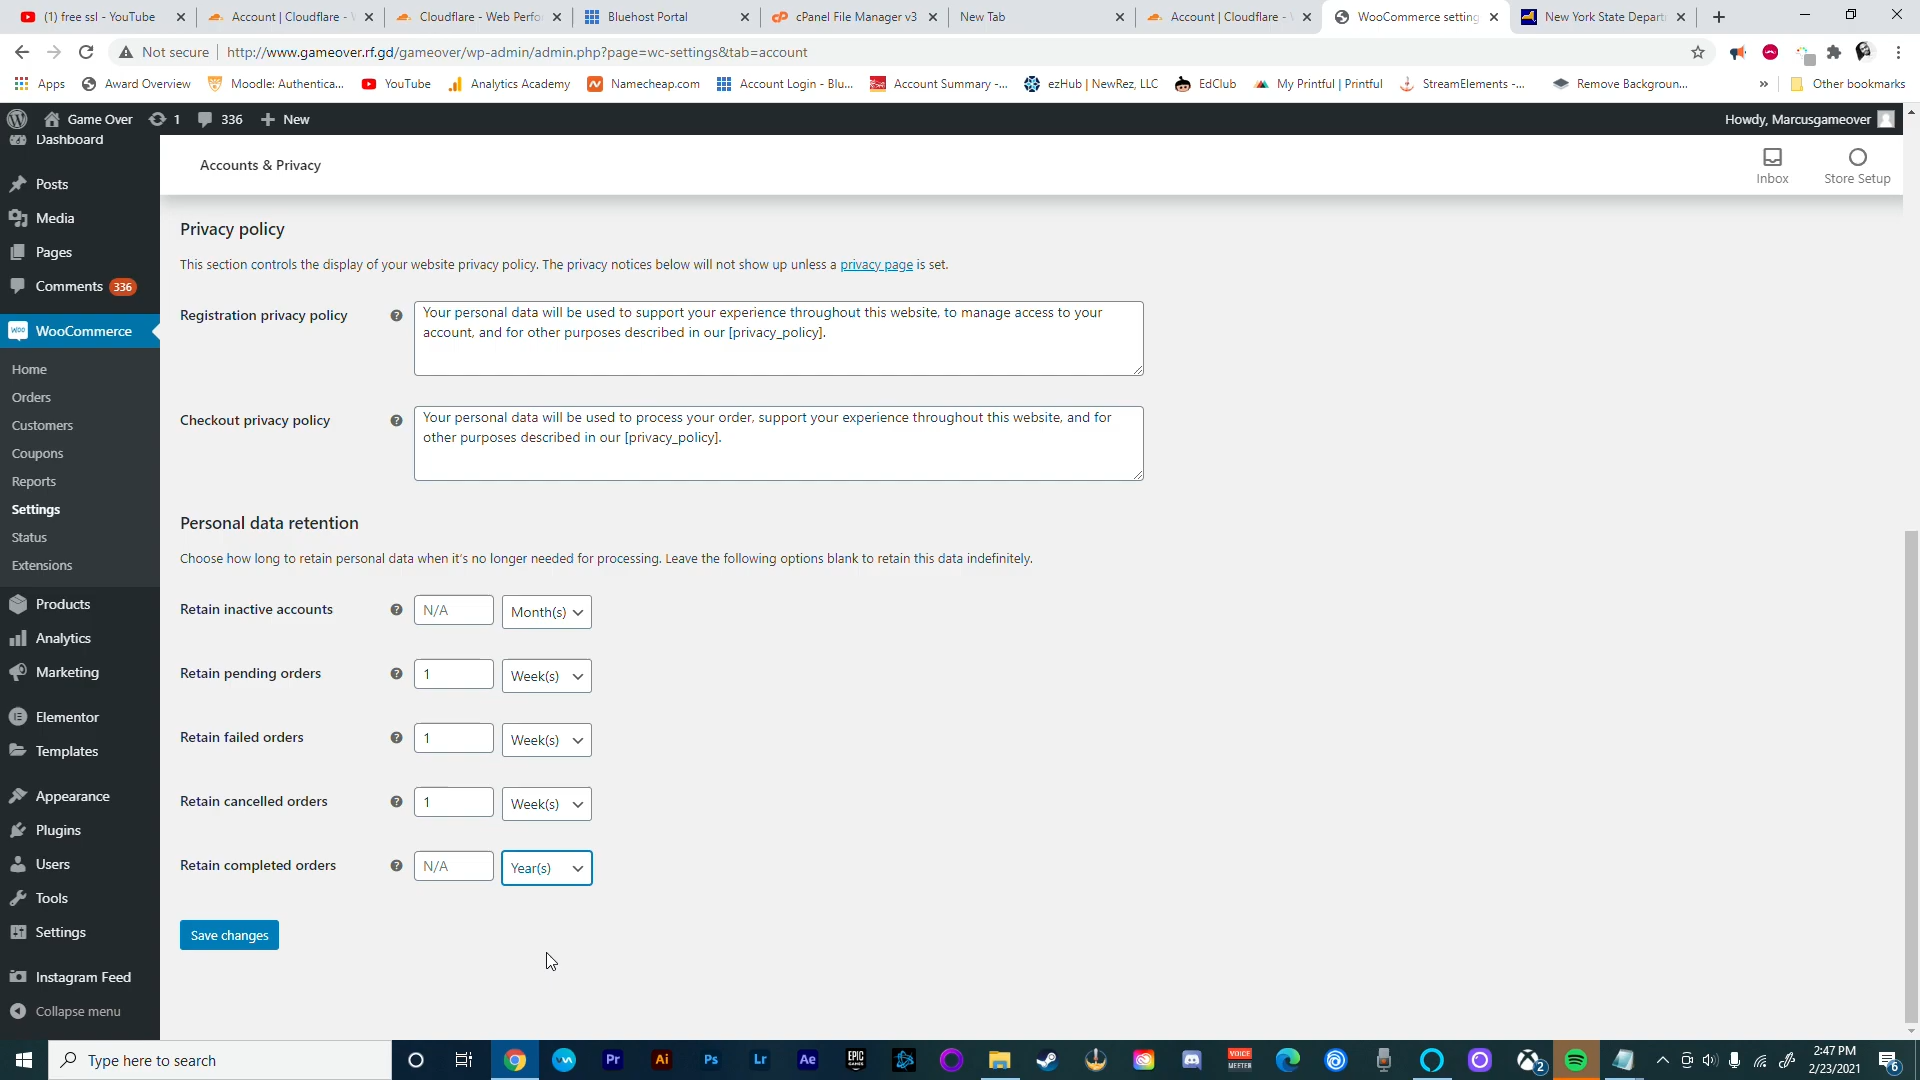 (1) free ssl - YouTube
Account | Cloudflare -
Cloudflare - Web Perfo
Bluehost Portal
cPanel File Manager v3
New Tab
Account | Cloudflare -
WooCommerce setting
New York State Depart
Not secure
http://www.gameover.rf.gd/gameover/wp-admin/admin.php?page=wc-settings&tab=account
Apps
Award Overview
Moodle: Authentica...
YouTube
Analytics Academy
Namecheap.com
Account Login - Blu...
Account Summary -...
ezHub | NewRez, LLC
EdClub
My Printful | Printful
StreamElements -...
Remove Backgroun...
»
Other bookmarks
Game Over
1
336
New
Howdy, Marcusgameover
Dashboard
Posts
Media
Pages
Comments 336
WooCommerce
Home
Orders
Customers
Coupons
Reports
Settings
Status
Extensions
Products
Analytics
Marketing
Elementor
Templates
Appearance
Plugins
Users
Tools
Settings
Instagram Feed
Collapse menu
Accounts & Privacy
Inbox
Store Setup
Privacy policy
This section controls the display of your website privacy policy. The privacy notices below will not show up unless a privacy page is set.
Registration privacy policy
Your personal data will be used to support your experience throughout this website, to manage access to your
account, and for other purposes described in our [privacy_policy].
Checkout privacy policy
Your personal data will be used to process your order, support your experience throughout this website, and for
other purposes described in our [privacy_policy].
Personal data retention
Choose how long to retain personal data when it's no longer needed for processing. Leave the following options blank to retain this data indefinitely.
Retain inactive accounts
N/A
Month(s)
Retain pending orders
1
Week(s)
Retain failed orders
1
Week(s)
Retain cancelled orders
1
Week(s)
Retain completed orders
N/A
Year(s)
Save changes
Type here to search
Pr
Ai
Ps
Lr
Ae
EPIC
GAMES
VOICE
MEETER
2
2:47 PM
2/23/2021
6